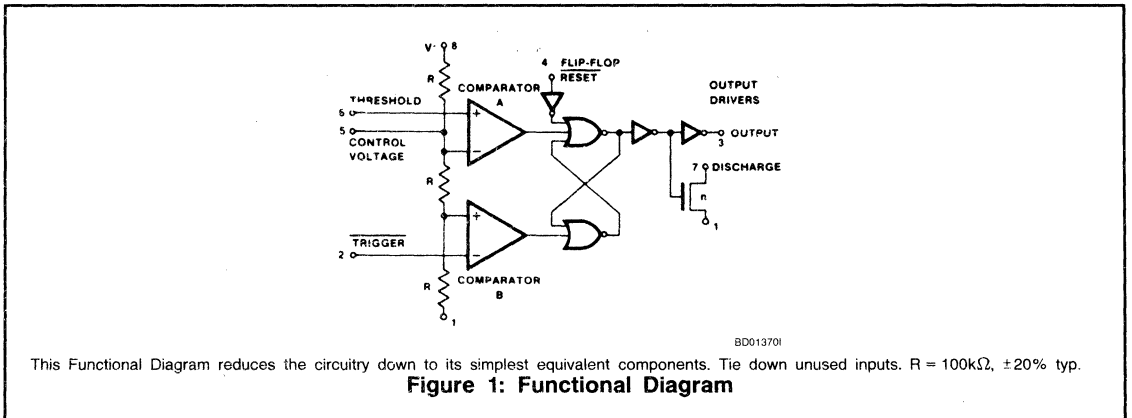 V⁺ 8
R
4 FLIP-FLOP
RESET
OUTPUT
DRIVERS
COMPARATOR
A
THRESHOLD
6
+
5
CONTROL
VOLTAGE
−
OUTPUT
3
7 DISCHARGE
R
n
1
+
TRIGGER
2
−
R
COMPARATOR
B
1
BD01370I
This Functional Diagram reduces the circuitry down to its simplest equivalent components. Tie down unused inputs. R = 100kΩ, ±20% typ.
Figure 1: Functional Diagram